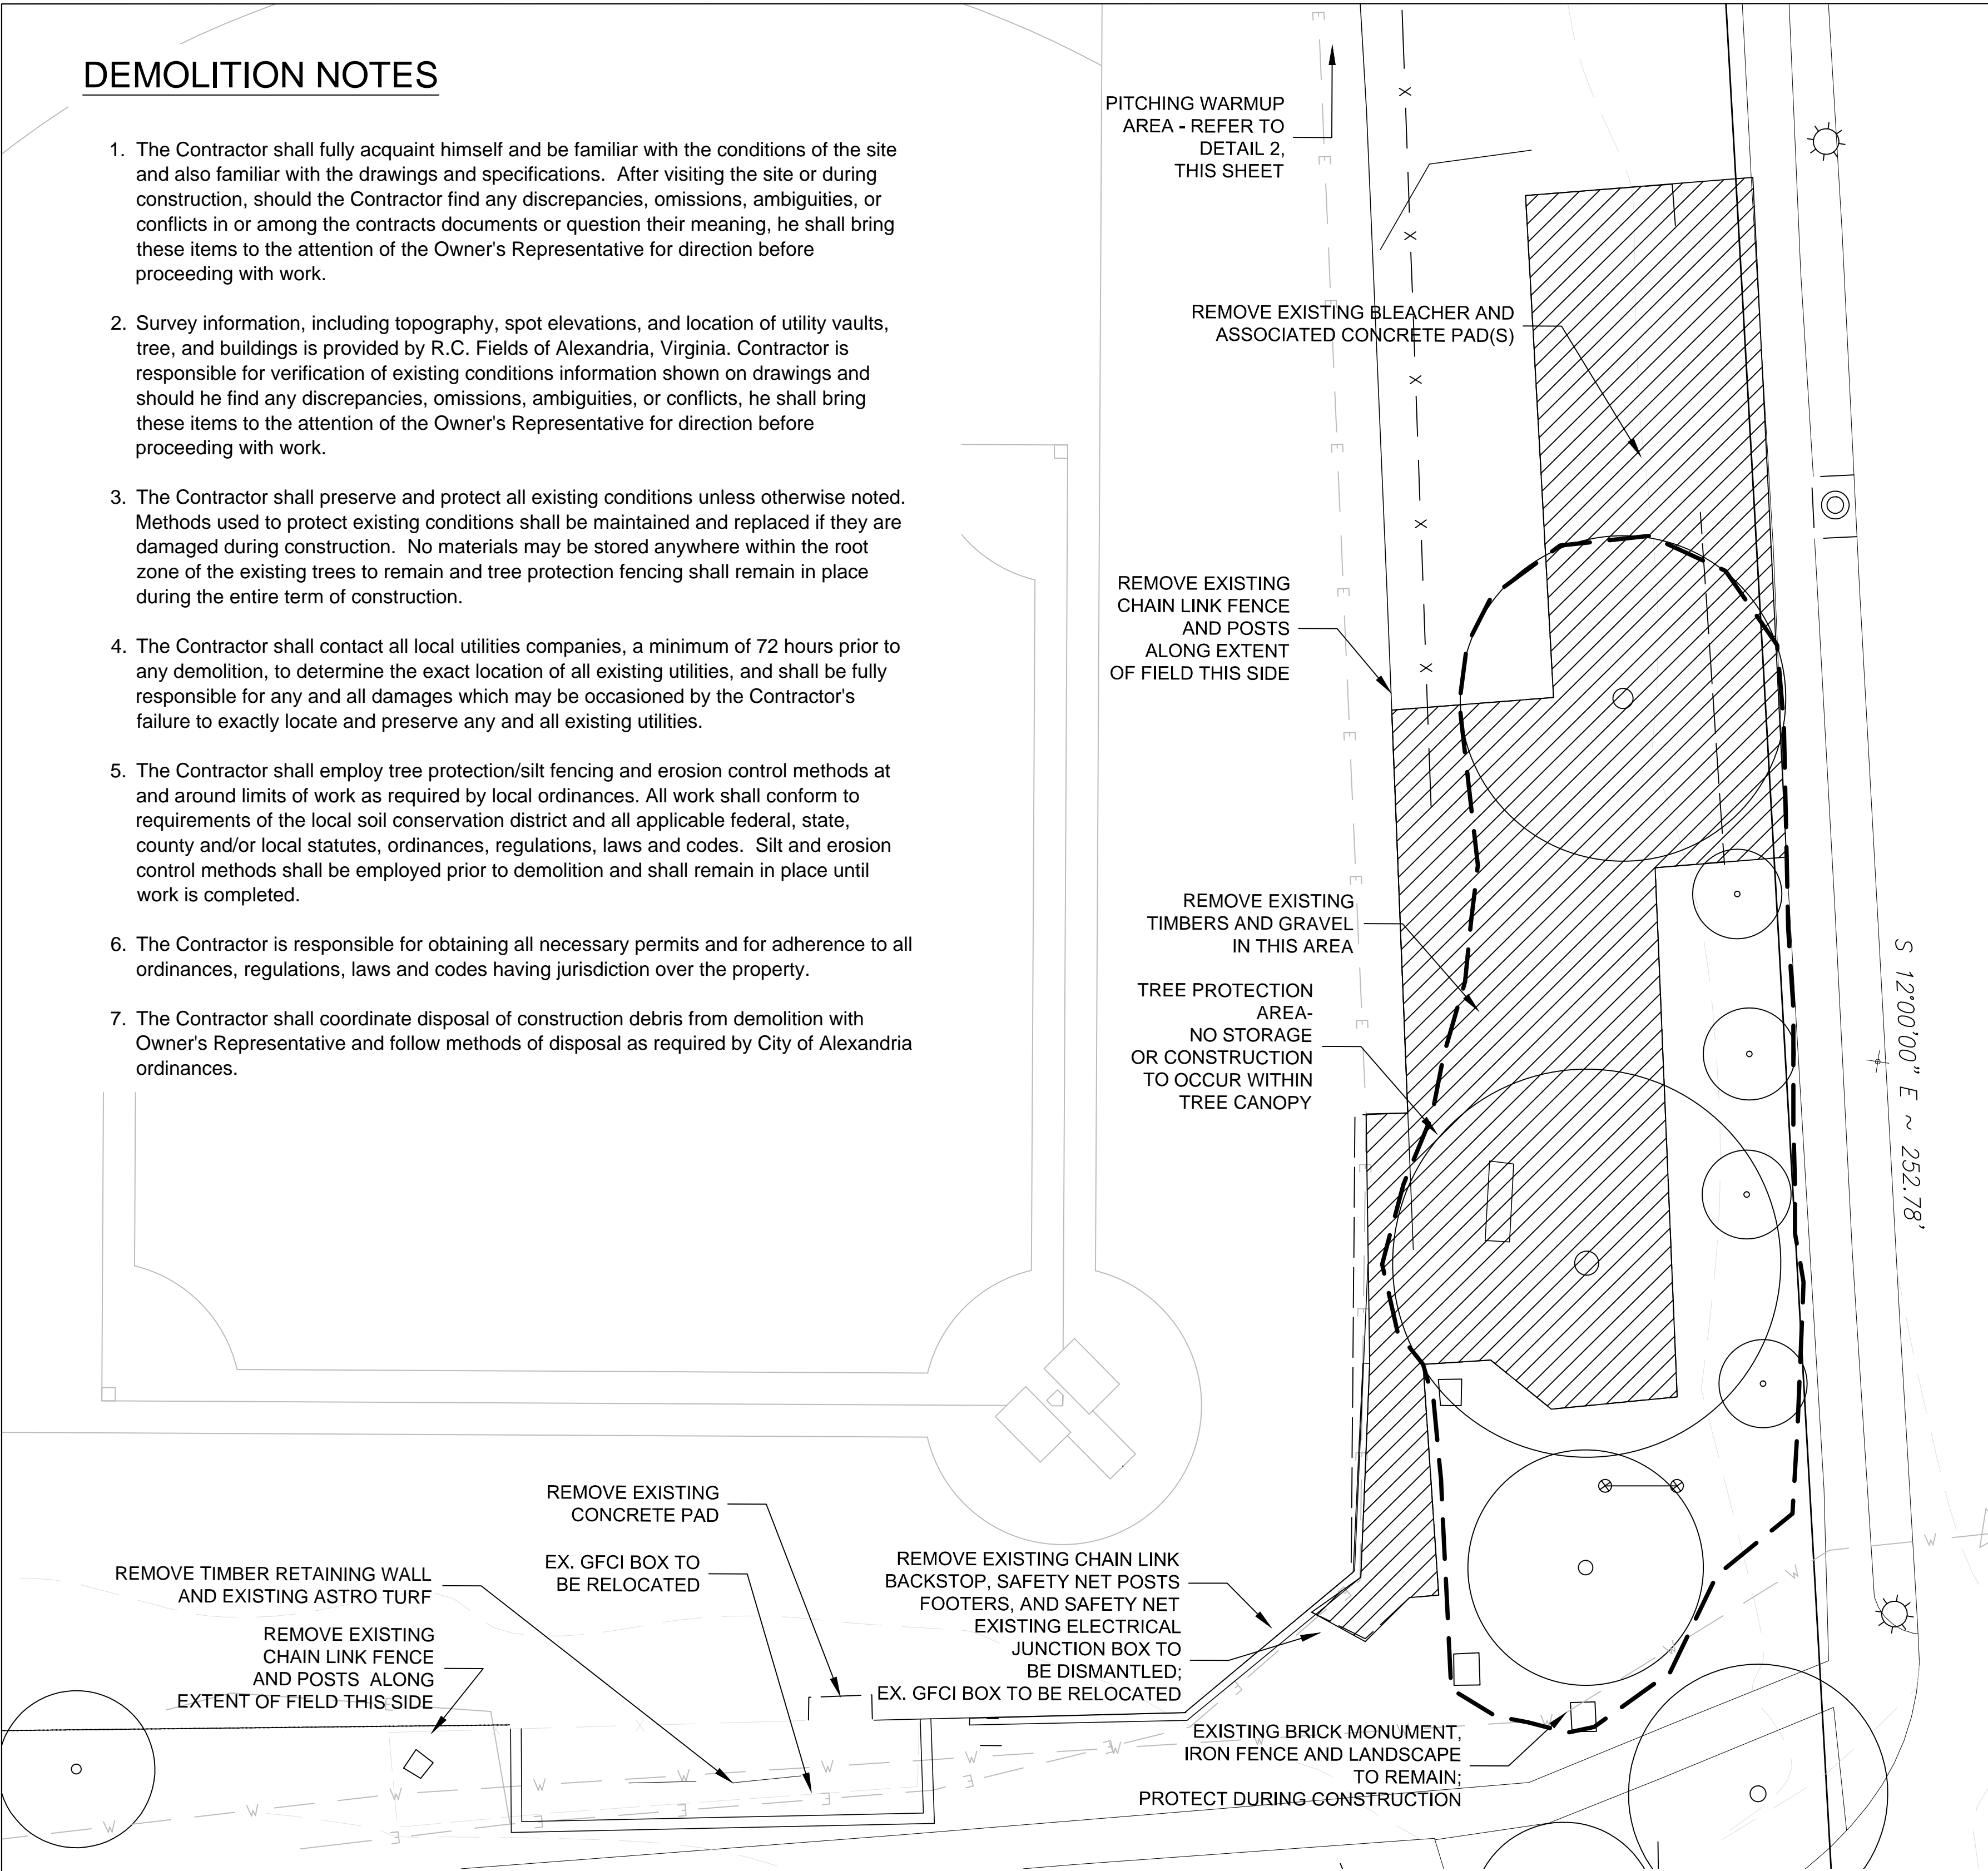 DEMOLITION NOTES
1. The Contractor shall fully acquaint himself and be familiar with the conditions of the site
and also familiar with the drawings and specifications. After visiting the site or during
construction, should the Contractor find any discrepancies, omissions, ambiguities, or
conflicts in or among the contracts documents or question their meaning, he shall bring
these items to the attention of the Owner's Representative for direction before
proceeding with work.
2. Survey information, including topography, spot elevations, and location of utility vaults,
tree, and buildings is provided by R.C. Fields of Alexandria, Virginia. Contractor is
responsible for verification of existing conditions information shown on drawings and
should he find any discrepancies, omissions, ambiguities, or conflicts, he shall bring
these items to the attention of the Owner's Representative for direction before
proceeding with work.
3. The Contractor shall preserve and protect all existing conditions unless otherwise noted.
Methods used to protect existing conditions shall be maintained and replaced if they are
damaged during construction. No materials may be stored anywhere within the root
zone of the existing trees to remain and tree protection fencing shall remain in place
during the entire term of construction.
4. The Contractor shall contact all local utilities companies, a minimum of 72 hours prior to
any demolition, to determine the exact location of all existing utilities, and shall be fully
responsible for any and all damages which may be occasioned by the Contractor's
failure to exactly locate and preserve any and all existing utilities.
5. The Contractor shall employ tree protection/silt fencing and erosion control methods at
and around limits of work as required by local ordinances. All work shall conform to
requirements of the local soil conservation district and all applicable federal, state,
county and/or local statutes, ordinances, regulations, laws and codes. Silt and erosion
control methods shall be employed prior to demolition and shall remain in place until
work is completed.
6. The Contractor is responsible for obtaining all necessary permits and for adherence to all
ordinances, regulations, laws and codes having jurisdiction over the property.
7. The Contractor shall coordinate disposal of construction debris from demolition with
Owner's Representative and follow methods of disposal as required by City of Alexandria
ordinances.
PITCHING WARMUP
AREA - REFER TO
DETAIL 2,
THIS SHEET
REMOVE EXISTING BLEACHER AND
ASSOCIATED CONCRETE PAD(S)
REMOVE EXISTING
CHAIN LINK FENCE
AND POSTS
ALONG EXTENT
OF FIELD THIS SIDE
REMOVE EXISTING
TIMBERS AND GRAVEL
IN THIS AREA
TREE PROTECTION
AREA-
NO STORAGE
OR CONSTRUCTION
TO OCCUR WITHIN
TREE CANOPY
S 12°00'00" E ~ 252.78'
REMOVE EXISTING
CONCRETE PAD
EX. GFCI BOX TO
BE RELOCATED
REMOVE TIMBER RETAINING WALL
AND EXISTING ASTRO TURF
REMOVE EXISTING
CHAIN LINK FENCE
AND POSTS ALONG
EXTENT OF FIELD THIS SIDE
REMOVE EXISTING CHAIN LINK
BACKSTOP, SAFETY NET POSTS
FOOTERS, AND SAFETY NET
EXISTING ELECTRICAL
JUNCTION BOX TO
BE DISMANTLED;
EX. GFCI BOX TO BE RELOCATED
EXISTING BRICK MONUMENT,
IRON FENCE AND LANDSCAPE
TO REMAIN;
PROTECT DURING CONSTRUCTION